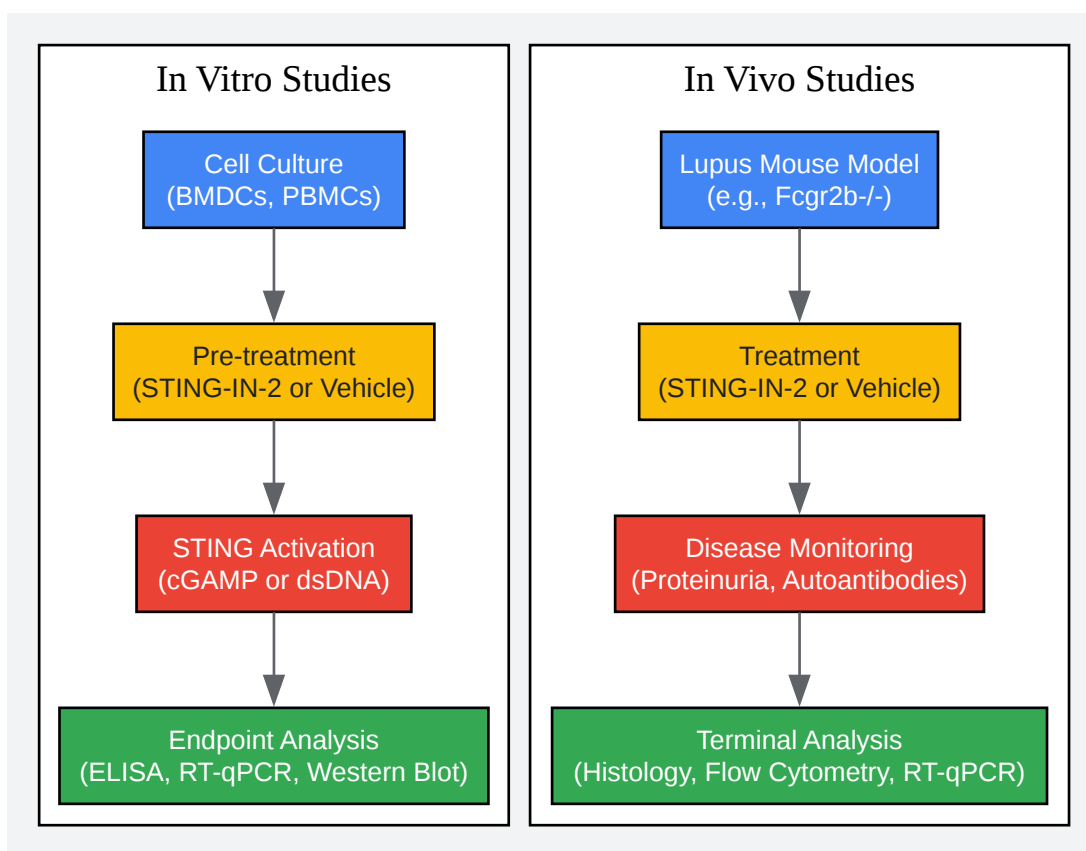 In Vitro Studies
Cell Culture
(BMDCs, PBMCs)
Pre-treatment
(STING-IN-2 or Vehicle)
STING Activation
(cGAMP or dsDNA)
Endpoint Analysis
(ELISA, RT-qPCR, Western Blot)
In Vivo Studies
Lupus Mouse Model
(e.g., Fcgr2b-/-)
Treatment
(STING-IN-2 or Vehicle)
Disease Monitoring
(Proteinuria, Autoantibodies)
Terminal Analysis
(Histology, Flow Cytometry, RT-qPCR)